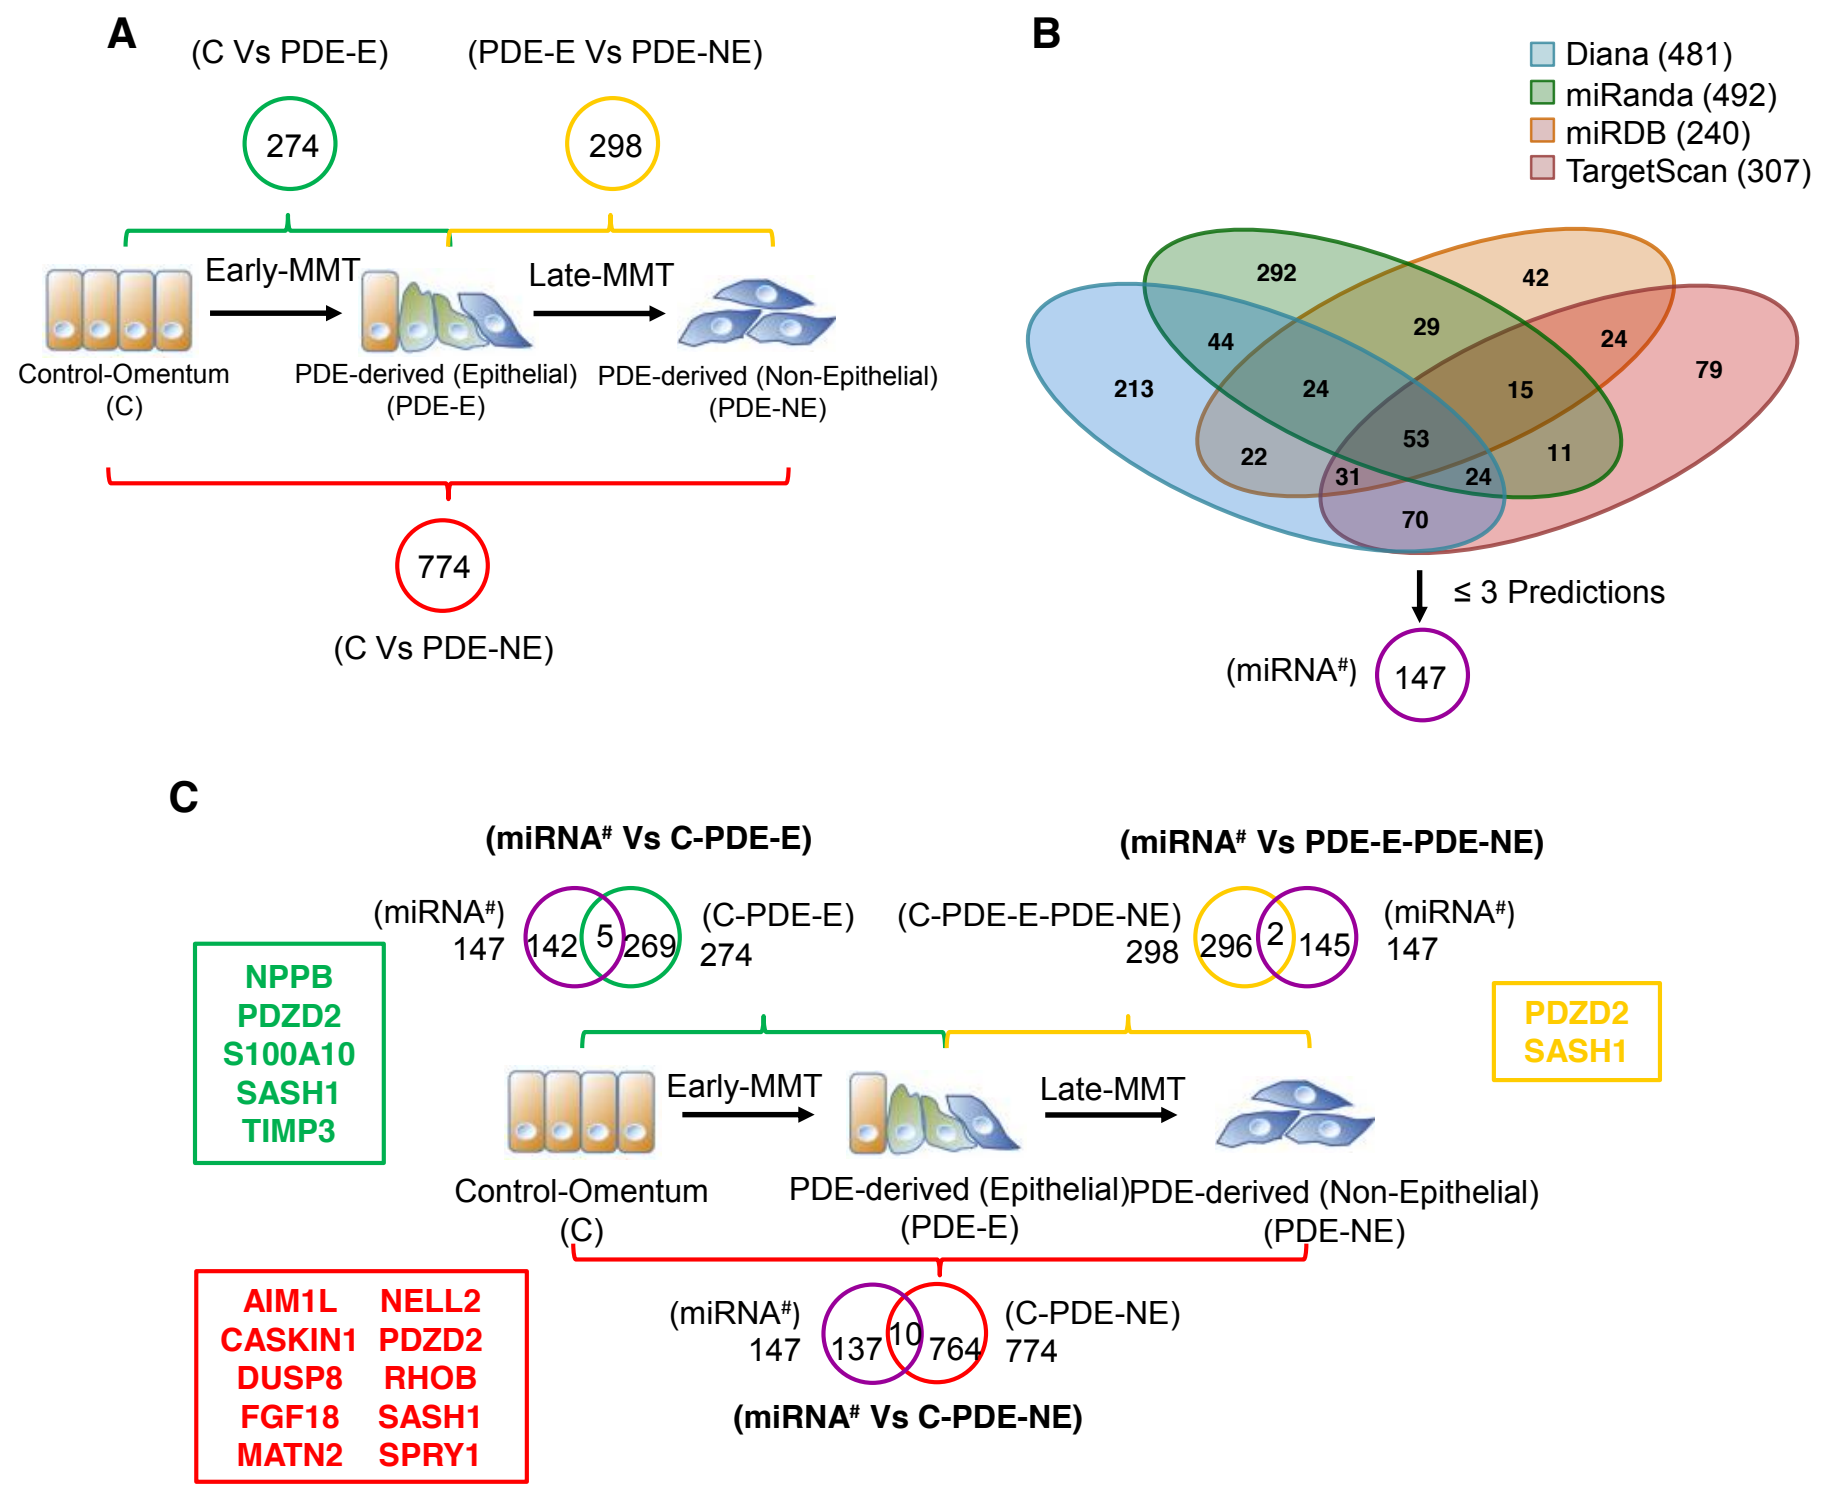 A
(C Vs PDE-E)
(PDE-E Vs PDE-NE)
274
298
Early-MMT
Late-MMT
Control-Omentum
(C)
PDE-derived (Epithelial)
(PDE-E)
PDE-derived (Non-Epithelial)
(PDE-NE)
774
(C Vs PDE-NE)
B
Diana (481)
miRanda (492)
miRDB (240)
TargetScan (307)
292
42
44
29
24
213
24
15
79
53
22
31
24
11
70
≤ 3 Predictions
(miRNA#)
147
C
(miRNA# Vs C-PDE-E)
(miRNA# Vs PDE-E-PDE-NE)
(miRNA#)
147
142
5
269
(C-PDE-E)
274
(C-PDE-E-PDE-NE)
298
296
2
145
(miRNA#)
147
NPPB
PDZD2
S100A10
SASH1
TIMP3
PDZD2
SASH1
Early-MMT
Late-MMT
Control-Omentum
(C)
PDE-derived (Epithelial)
(PDE-E)
PDE-derived (Non-Epithelial)
(PDE-NE)
AIM1L NELL2
CASKIN1 PDZD2
DUSP8 RHOB
FGF18 SASH1
MATN2 SPRY1
(miRNA#)
147
137
10
764
(C-PDE-NE)
774
(miRNA# Vs C-PDE-NE)